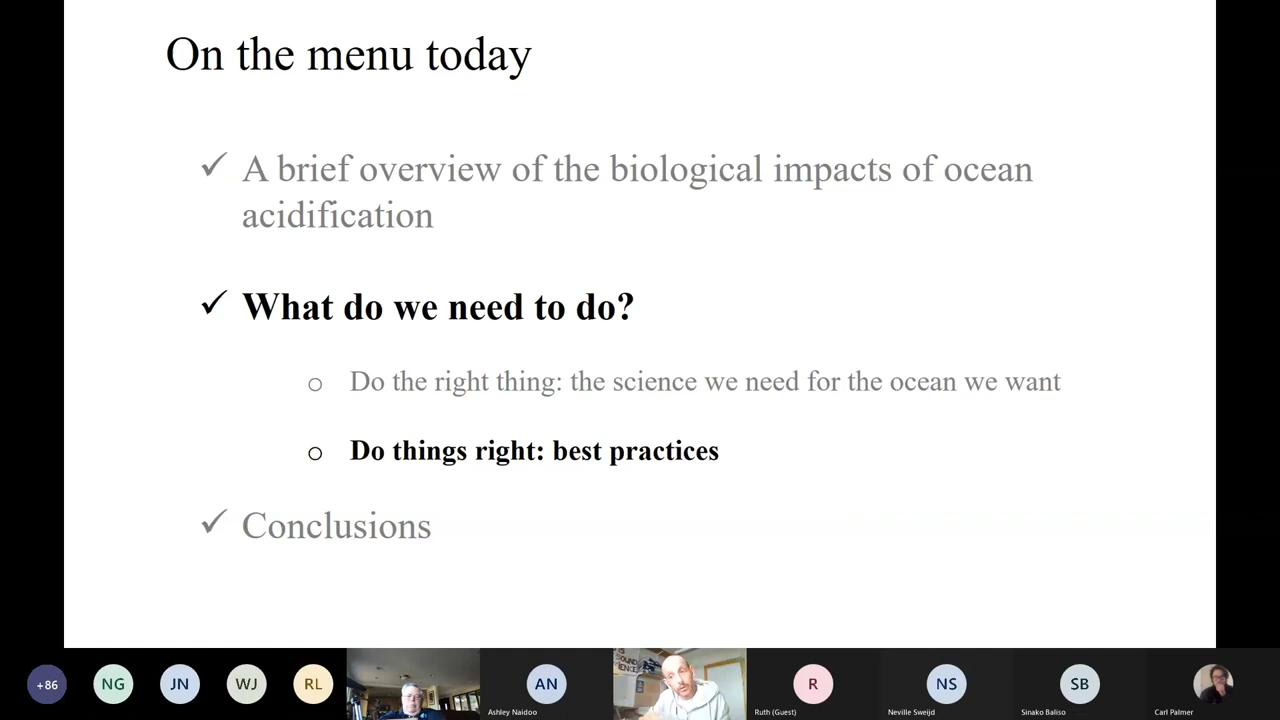 On the menu today
✓ A brief overview of the biological impacts of ocean
acidification
✓ What do we need to do?
o Do the right thing: the science we need for the ocean we want
o Do things right: best practices
✓ Conclusions
+86
NG
JN
WJ
RL
AN
Ashley Naidoo
R
Ruth (Guest)
NS
Neville Sweijd
SB
Sinako Baliso
Carl Palmer